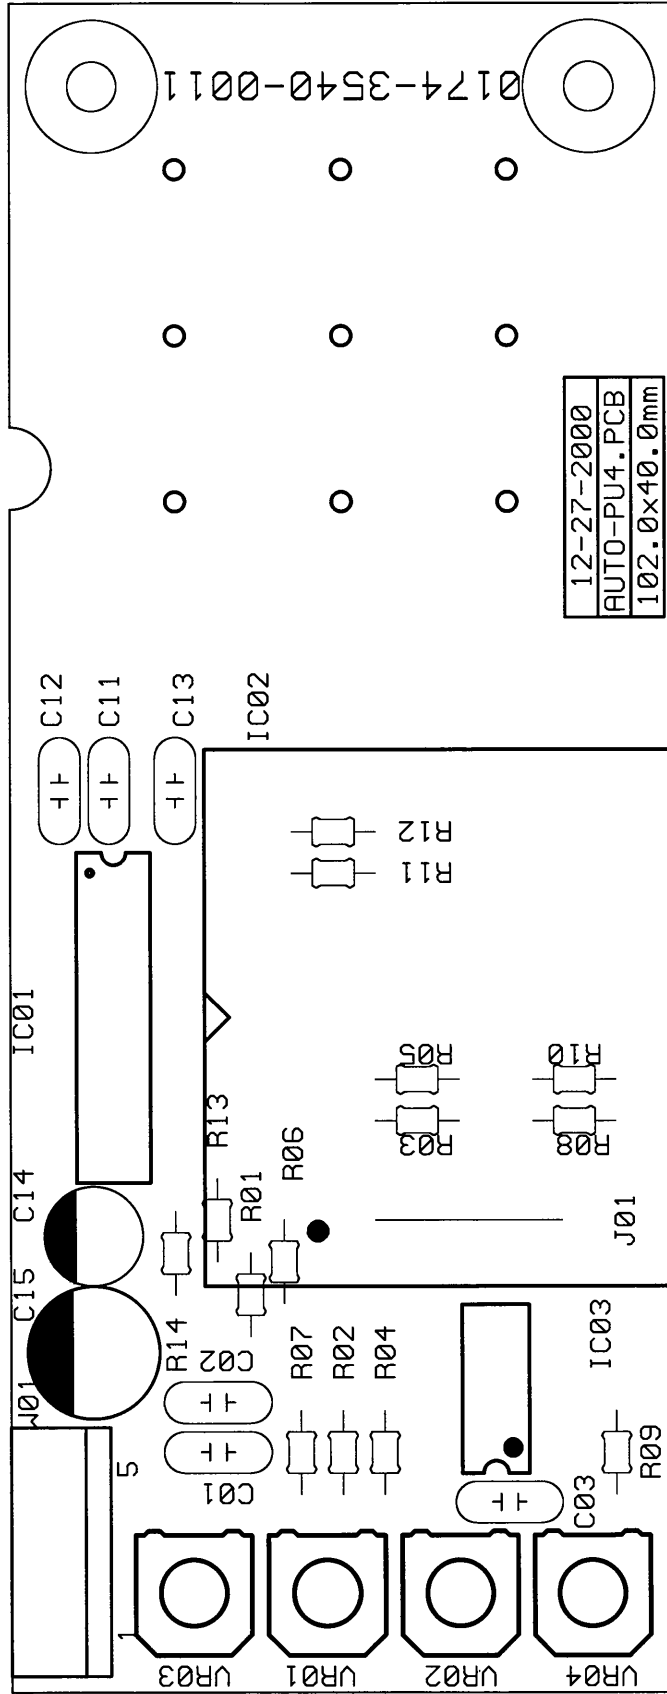 0174-3540-0011
12-27-2000
AUTO-PU4.PCB
102.0x40.0mm
C12
C11
C13
IC02
R12
R11
IC01
R05
R10
R13
R03
R08
R06
C14
R01
J01
C15
R14
C02
R07
R02
R04
IC03
W01
5
C01
R09
C03
1
VR03
VR01
VR02
VR04